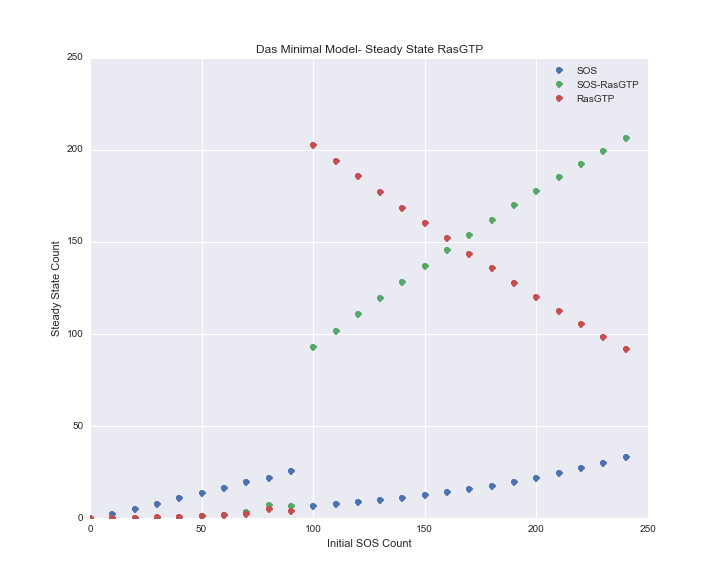 Das Minimal Model- Steady State RasGTP
250
SOS
SOS-RasGTP
RasGTP
200
150
100
50
0
Steady State Count
0 50 100 150 200 250
Initial SOS Count